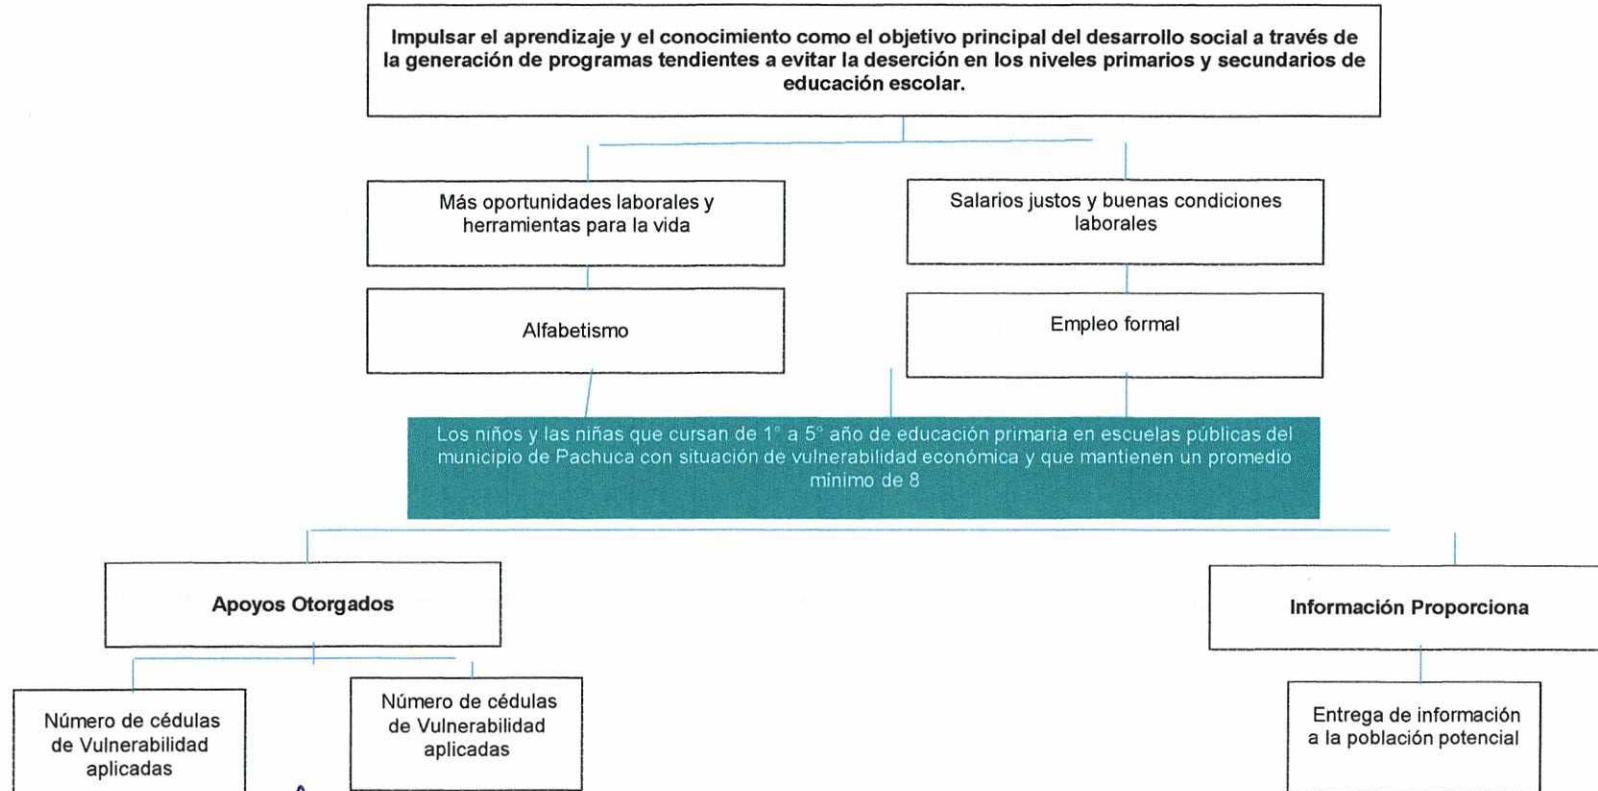 Impulsar el aprendizaje y el conocimiento como el objetivo principal del desarrollo social a través de
la generación de programas tendientes a evitar la deserción en los niveles primarios y secundarios de
educación escolar.
Más oportunidades laborales y
herramientas para la vida
Salarios justos y buenas condiciones
laborales
Alfabetismo
Empleo formal
Los niños y las niñas que cursan de 1° a 5° año de educación primaria en escuelas públicas del
municipio de Pachuca con situación de vulnerabilidad económica y que mantienen un promedio
mínimo de 8
Apoyos Otorgados
Información Proporciona
Número de cédulas
de Vulnerabilidad
aplicadas
Número de cédulas
de Vulnerabilidad
aplicadas
Entrega de información
a la población potencial